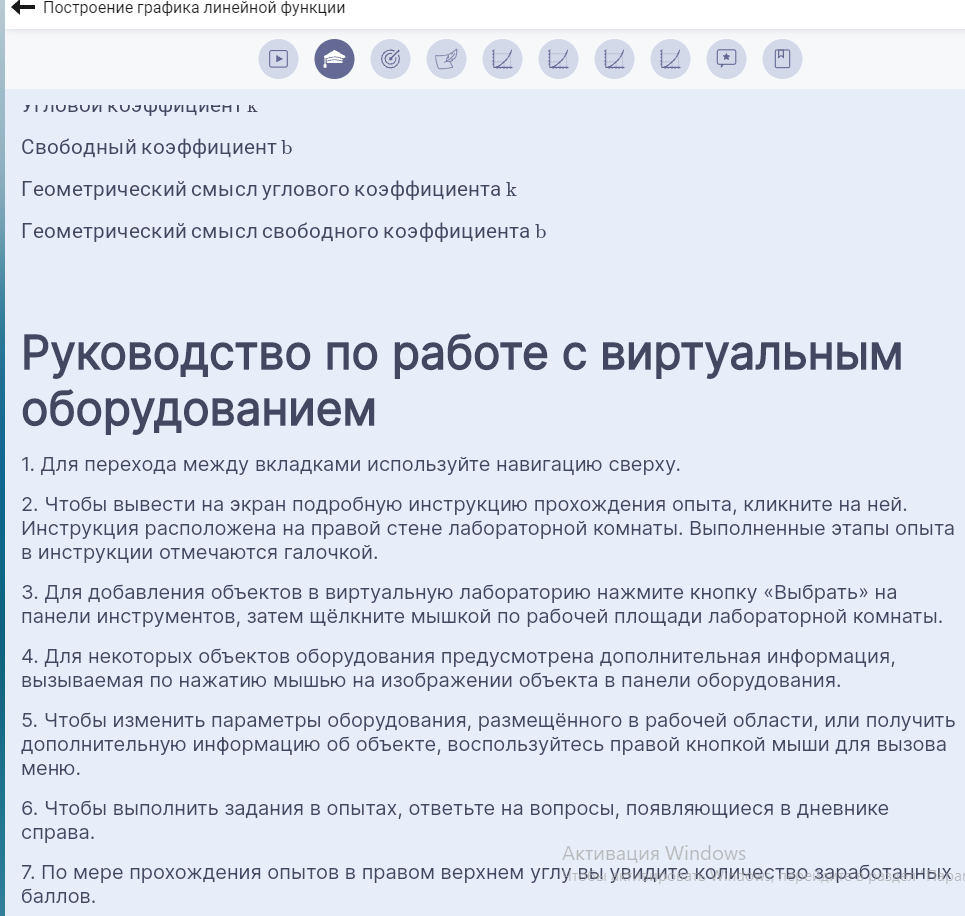 Построение графика линейной функции
Угловой коэффициент k
Свободный коэффициент b
Геометрический смысл углового коэффициента k
Геометрический смысл свободного коэффициента b
Руководство по работе с виртуальным
оборудованием
1. Для перехода между вкладками используйте навигацию сверху.
2. Чтобы вывести на экран подробную инструкцию прохождения опыта, кликните на ней.
Инструкция расположена на правой стене лабораторной комнаты. Выполненные этапы опыта
в инструкции отмечаются галочкой.
3. Для добавления объектов в виртуальную лабораторию нажмите кнопку «Выбрать» на
панели инструментов, затем щёлкните мышкой по рабочей площади лабораторной комнаты.
4. Для некоторых объектов оборудования предусмотрена дополнительная информация,
вызываемая по нажатию мышью на изображении объекта в панели оборудования.
5. Чтобы изменить параметры оборудования, размещённого в рабочей области, или получить
дополнительную информацию об объекте, воспользуйтесь правой кнопкой мыши для вызова
меню.
6. Чтобы выполнить задания в опытах, ответьте на вопросы, появляющиеся в дневнике
справа.
Активация Windows
7. По мере прохождения опытов в правом верхнем углу вы увидите количество заработанных
Чтобы активировать Windows, перейдите в раздел
баллов.